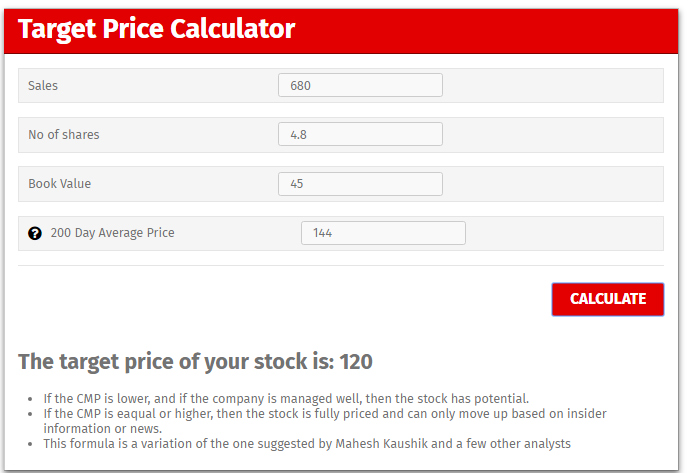 Target Price Calculator
Sales 680
No of shares 4.8
Book Value 45
? 200 Day Average Price 144
CALCULATE
The target price of your stock is: 120
• If the CMP is lower, and if the company is managed well, then the stock has potential.
• If the CMP is eaqual or higher, then the stock is fully priced and can only move up based on insider
information or news.
• This formula is a variation of the one suggested by Mahesh Kaushik and a few other analysts